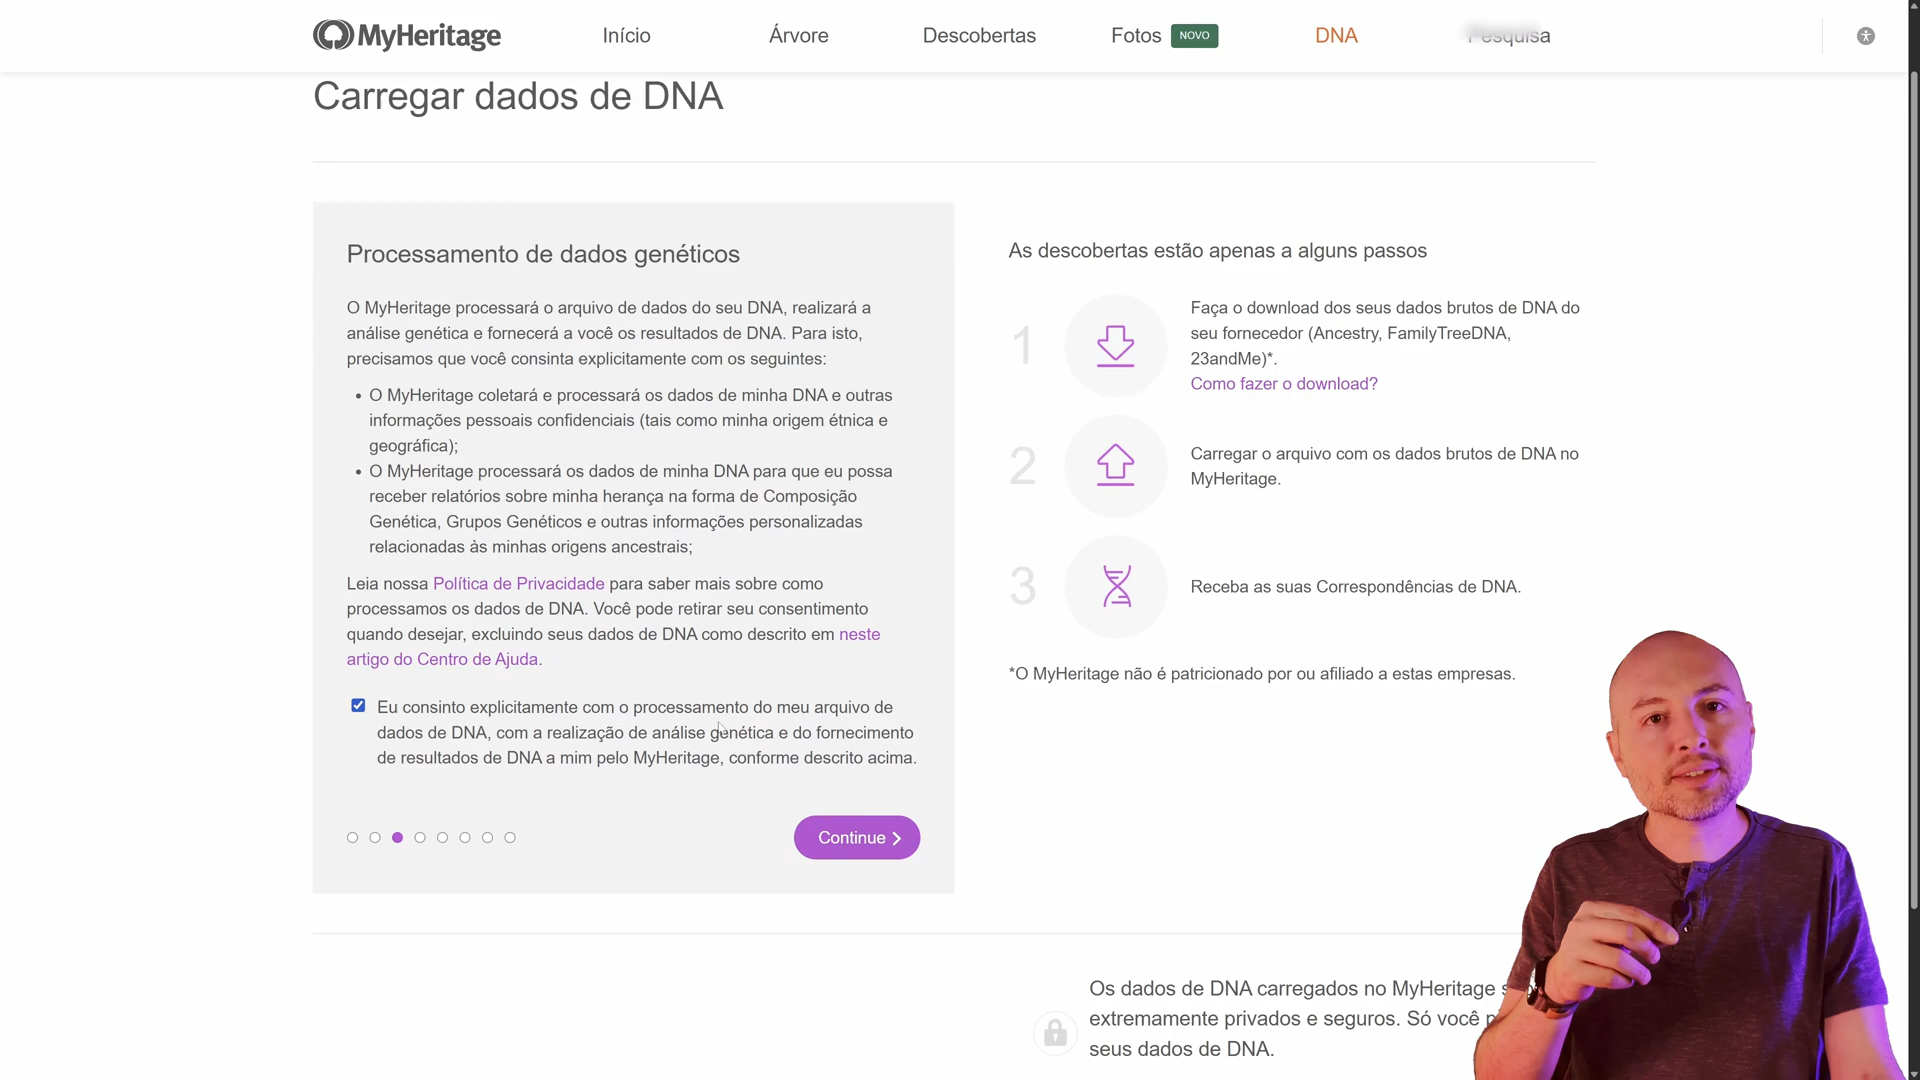 MyHeritage
Início
Árvore
Descobertas
Fotos
NOVO
DNA
Pesquisa
Carregar dados de DNA
Processamento de dados genéticos
O MyHeritage processará o arquivo de dados do seu DNA, realizará a
análise genética e fornecerá a você os resultados de DNA. Para isto,
precisamos que você consinta explicitamente com os seguintes:
• O MyHeritage coletará e processará os dados de minha DNA e outras
informações pessoais confidenciais (tais como minha origem étnica e
geográfica);
• O MyHeritage processará os dados de minha DNA para que eu possa
receber relatórios sobre minha herança na forma de Composição
Genética, Grupos Genéticos e outras informações personalizadas
relacionadas às minhas origens ancestrais;
Leia nossa Política de Privacidade para saber mais sobre como
processamos os dados de DNA. Você pode retirar seu consentimento
quando desejar, excluindo seus dados de DNA como descrito em neste
artigo do Centro de Ajuda.
Eu consinto explicitamente com o processamento do meu arquivo de
dados de DNA, com a realização de análise genética e do fornecimento
de resultados de DNA a mim pelo MyHeritage, conforme descrito acima.
Continue
As descobertas estão apenas a alguns passos
1
Faça o download dos seus dados brutos de DNA do
seu fornecedor (Ancestry, FamilyTreeDNA,
23andMe)*.
Como fazer o download?
2
Carregar o arquivo com os dados brutos de DNA no
MyHeritage.
3
Receba as suas Correspondências de DNA.
*O MyHeritage não é patricionado por ou afiliado a estas empresas.
Os dados de DNA carregados no MyHeritage
extremamente privados e seguros. Só você
seus dados de DNA.